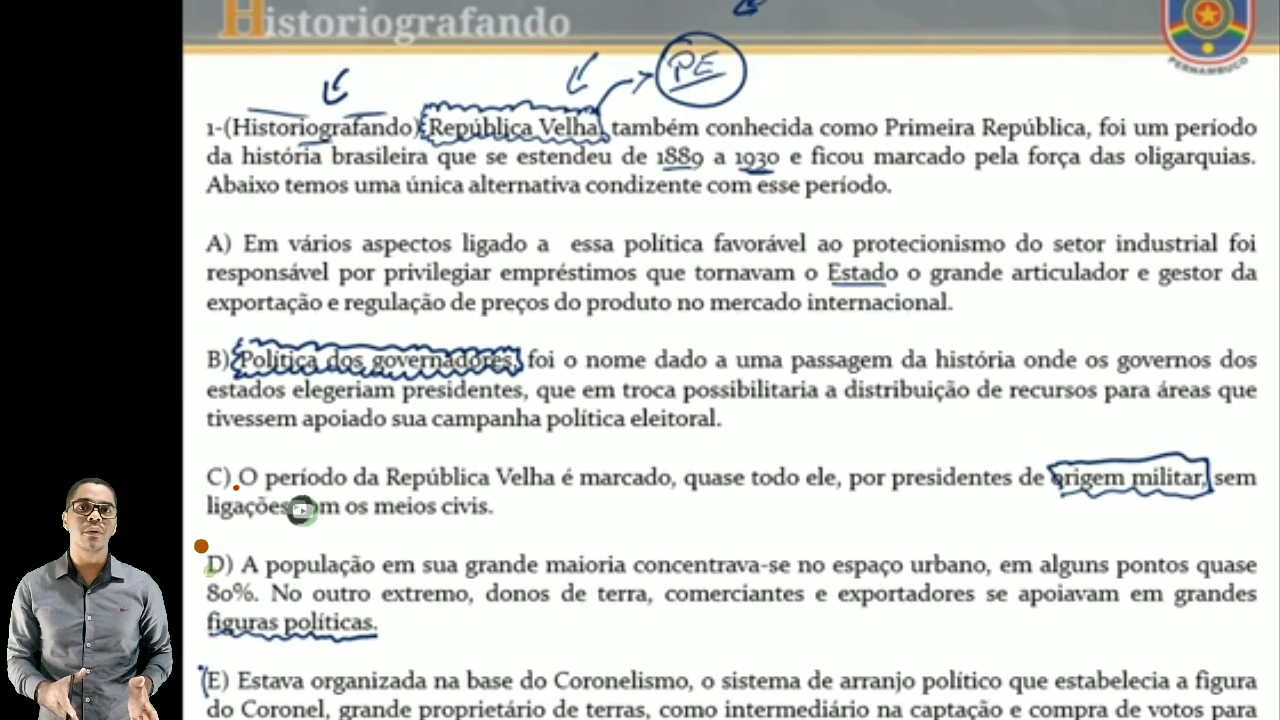 Historiografando
PERNAMBUCO
PE
1-(Historiografando) República Velha, também conhecida como Primeira República, foi um período
da história brasileira que se estendeu de 1889 a 1930 e ficou marcado pela força das oligarquias.
Abaixo temos uma única alternativa condizente com esse período.
A) Em vários aspectos ligado a essa política favorável ao protecionismo do setor industrial foi
responsável por privilegiar empréstimos que tornavam o Estado o grande articulador e gestor da
exportação e regulação de preços do produto no mercado internacional.
B) Política dos governadores, foi o nome dado a uma passagem da história onde os governos dos
estados elegeriam presidentes, que em troca possibilitaria a distribuição de recursos para áreas que
tivessem apoiado sua campanha política eleitoral.
C) O período da República Velha é marcado, quase todo ele, por presidentes de origem militar, sem
ligações com os meios civis.
D) A população em sua grande maioria concentrava-se no espaço urbano, em alguns pontos quase
80%. No outro extremo, donos de terra, comerciantes e exportadores se apoiavam em grandes
figuras políticas.
E) Estava organizada na base do Coronelismo, o sistema de arranjo político que estabelecia a figura
do Coronel, grande proprietário de terras, como intermediário na captação e compra de votos para